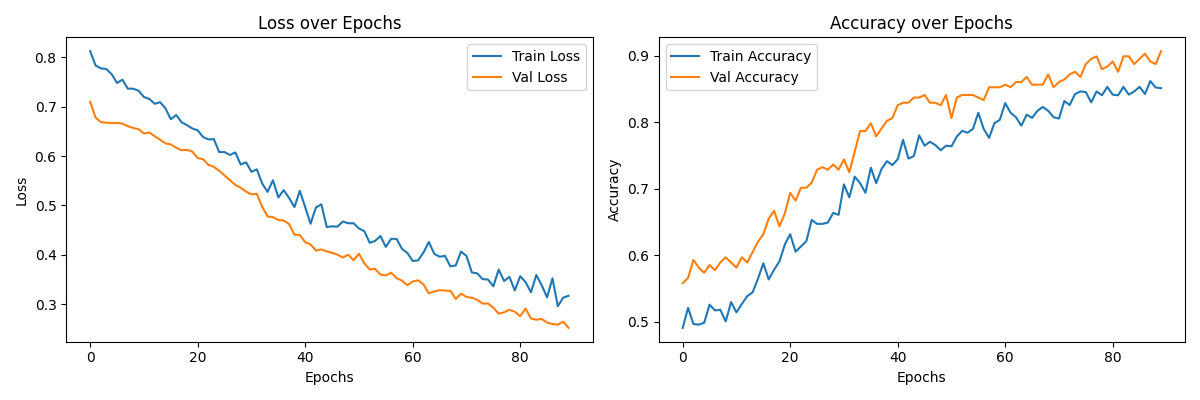 Loss over Epochs
Train Loss
Val Loss
0.8
0.7
0.6
0.5
0.4
0.3
Loss
0 20 40 60 80
Epochs
Accuracy over Epochs
Train Accuracy
Val Accuracy
0.9
0.8
0.7
0.6
0.5
Accuracy
0 20 40 60 80
Epochs